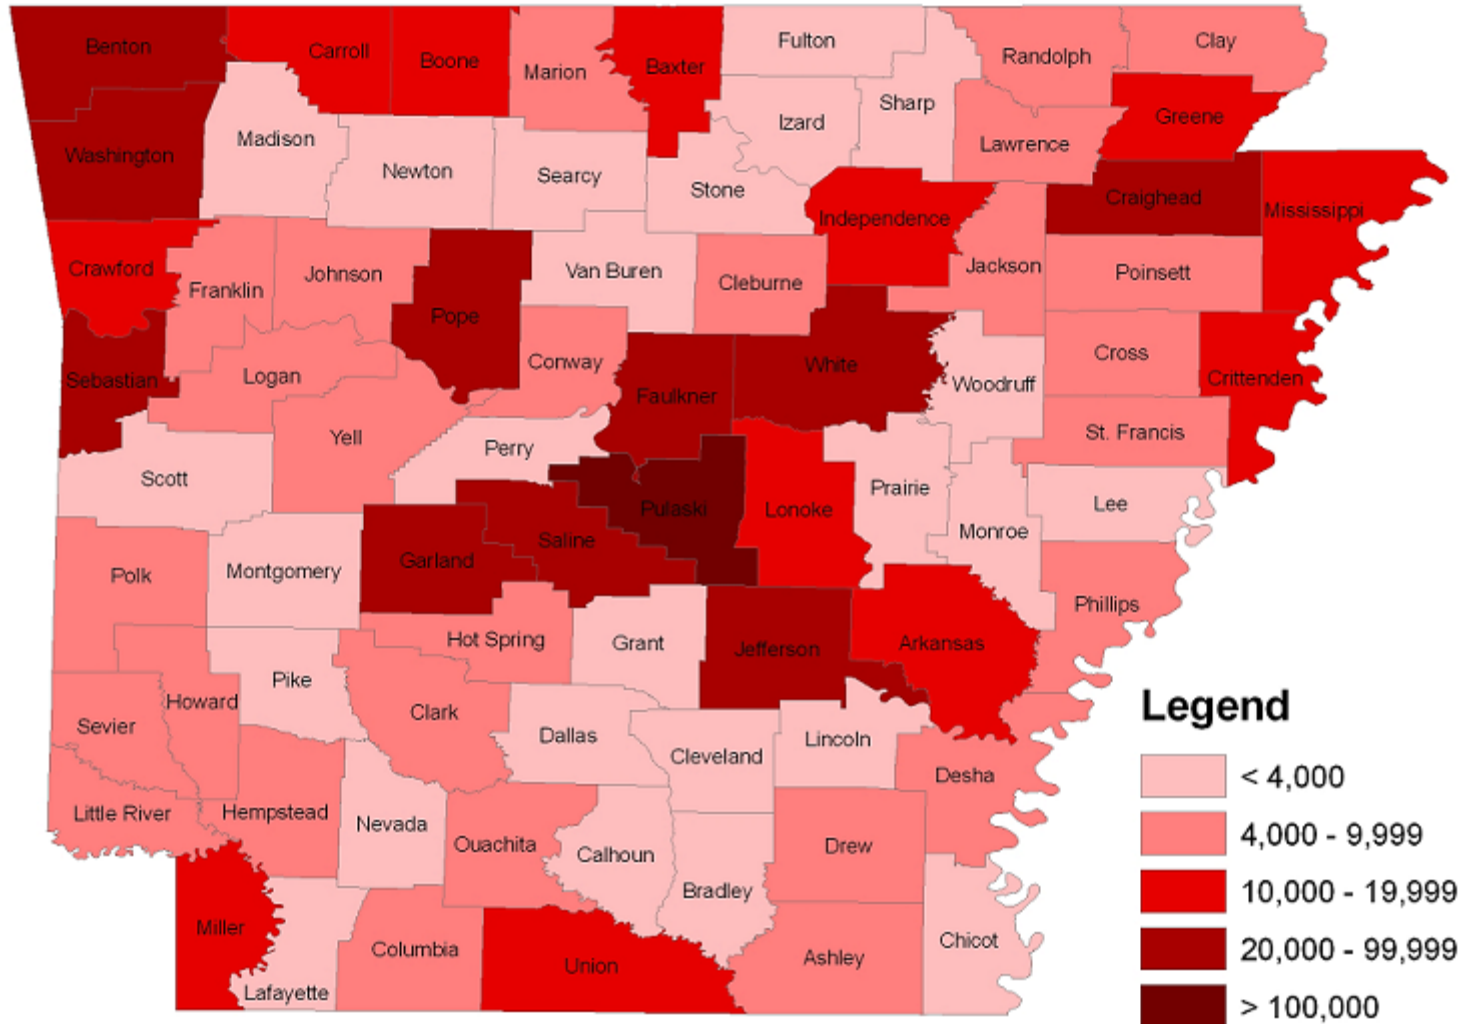 Benton
Carroll
Boone
Marion
Baxter
Fulton
Randolph
Clay
Sharp
Izard
Greene
Lawrence
Madison
Washington
Newton
Searcy
Stone
Independence
Craighead
Mississippi
Crawford
Franklin
Johnson
Pope
Van Buren
Cleburne
Jackson
Poinsett
Sebastian
Logan
Conway
Faulkner
White
Woodruff
Cross
Crittenden
Yell
Perry
St. Francis
Scott
Pulaski
Lonoke
Prairie
Monroe
Lee
Polk
Montgomery
Garland
Saline
Phillips
Hot Spring
Grant
Jefferson
Arkansas
Pike
Howard
Sevier
Clark
Dallas
Cleveland
Lincoln
Desha
Little River
Hempstead
Nevada
Ouachita
Calhoun
Bradley
Drew
Miller
Lafayette
Columbia
Union
Ashley
Chicot
Legend
< 4,000
4,000 - 9,999
10,000 - 19,999
20,000 - 99,999
> 100,000